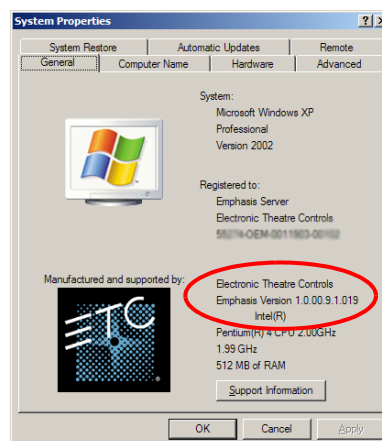 System Properties
System Restore Automatic Updates Remote
General Computer Name Hardware Advanced
System:
Microsoft Windows XP
Professional
Version 2002
Registered to:
Emphasis Server
Electronic Theatre Controls
Manufactured and supported by:
ETC
Electronic Theatre Controls
Emphasis Version 1.0.00.9.1.019
Intel(R)
Pentium(R) 4 CPU 2.00GHz
1.99 GHz
512 MB of RAM
Support Information
OK Cancel Apply